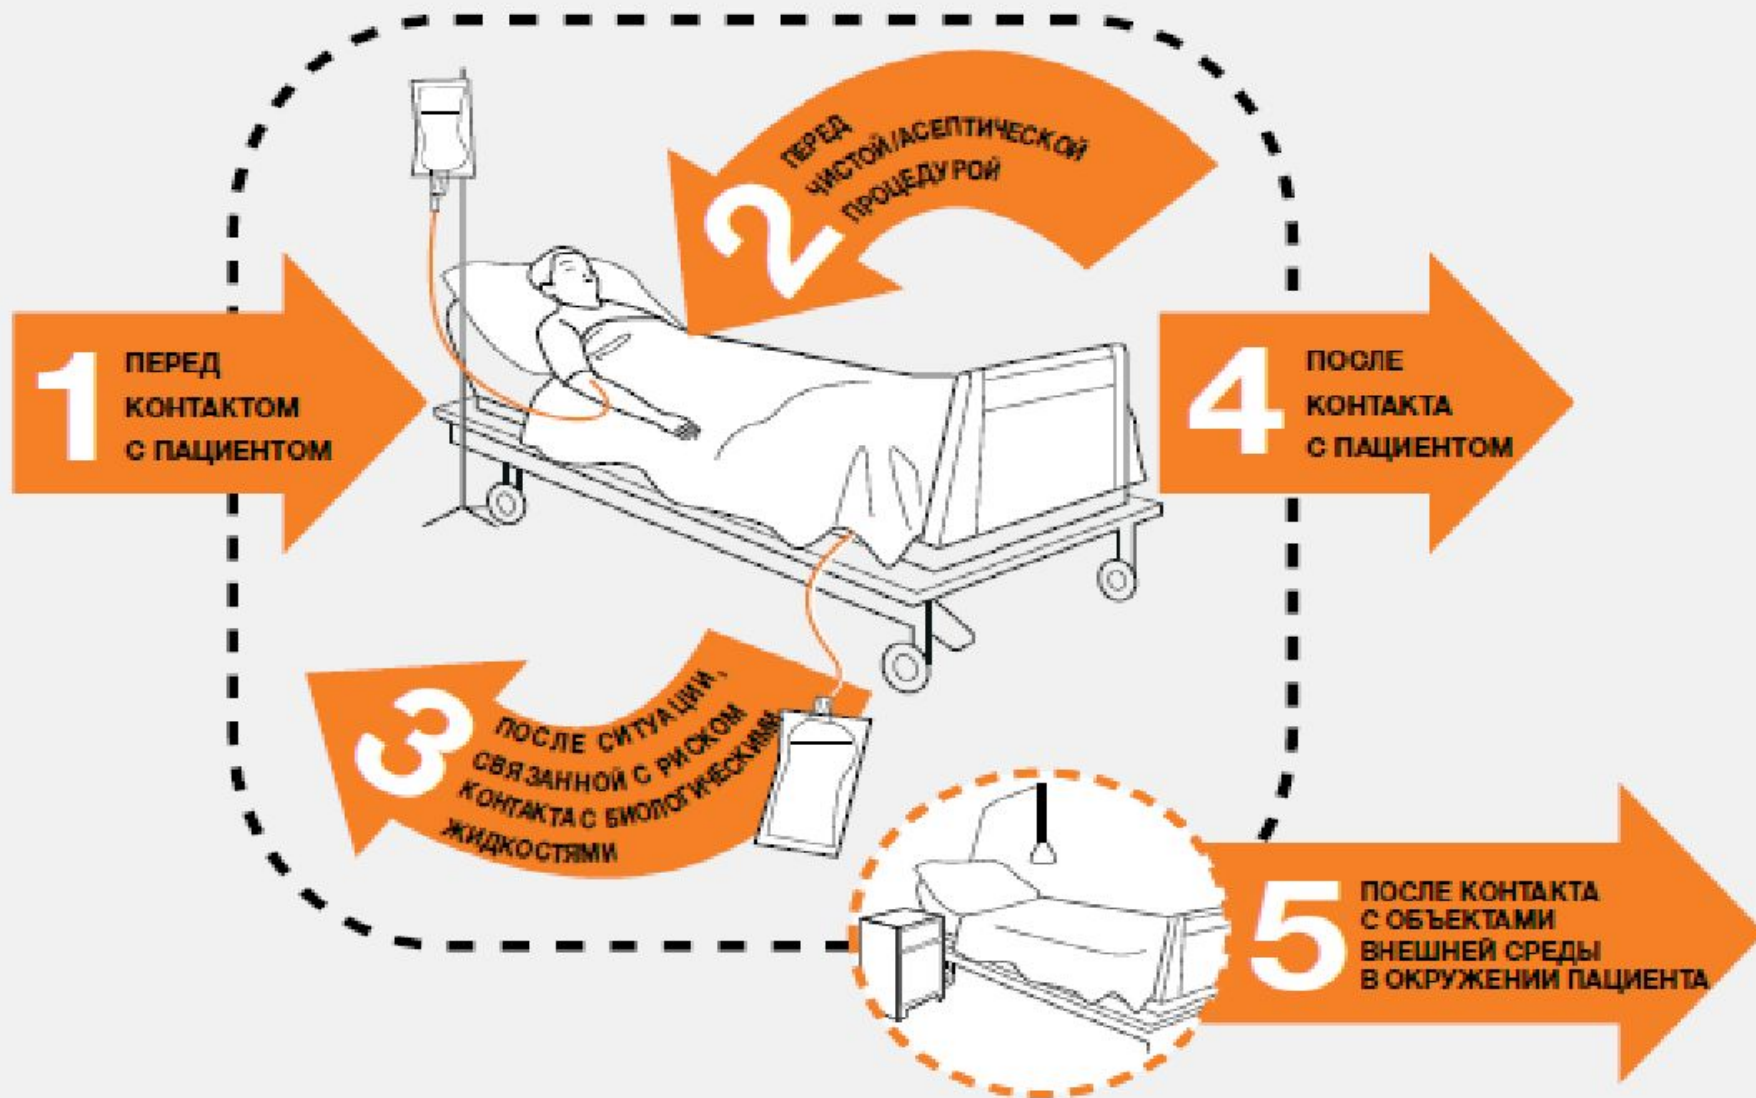 1
ПЕРЕД
КОНТАКТОМ
С ПАЦИЕНТОМ
2
ПЕРЕД
ЧИСТОЙ/АСЕПТИЧЕСКОЙ
ПРОЦЕДУРОЙ
3
ПОСЛЕ СИТУАЦИИ,
СВЯЗАННОЙ С РИСКОМ
КОНТАКТА С БИОЛОГИЧЕСКИМИ
ЖИДКОСТЯМИ
4
ПОСЛЕ
КОНТАКТА
С ПАЦИЕНТОМ
5
ПОСЛЕ КОНТАКТА
С ОБЪЕКТАМИ
ВНЕШНЕЙ СРЕДЫ
В ОКРУЖЕНИИ ПАЦИЕНТА